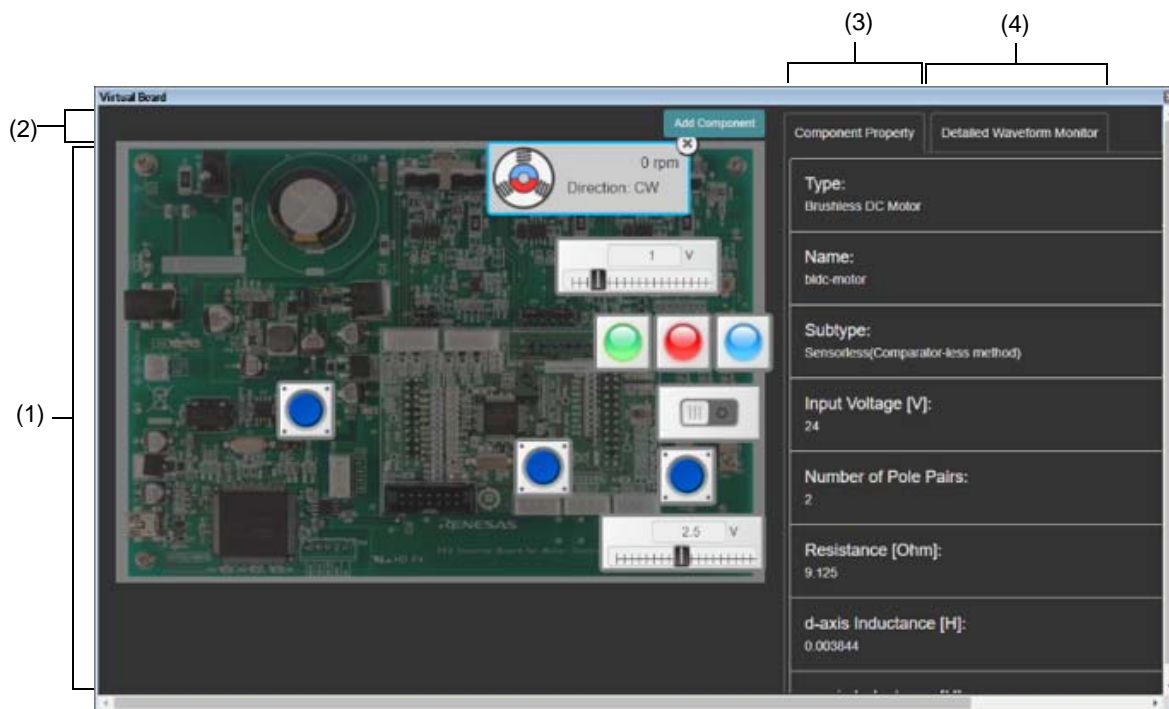 (3)
(4)
Virtual Board
(2)
Add Component
Component Property
Detailed Waveform Monitor
0 rpm
Direction: CW
Type:
Brushless DC Motor
1 V
Name:
bldc-motor
Subtype:
Sensorless(Comparator-less method)
(1)
Input Voltage [V]:
24
Number of Pole Pairs:
2
RENESAS
2.5 V
Resistance [Ohm]:
9.125
d-axis Inductance [H]:
0.003844